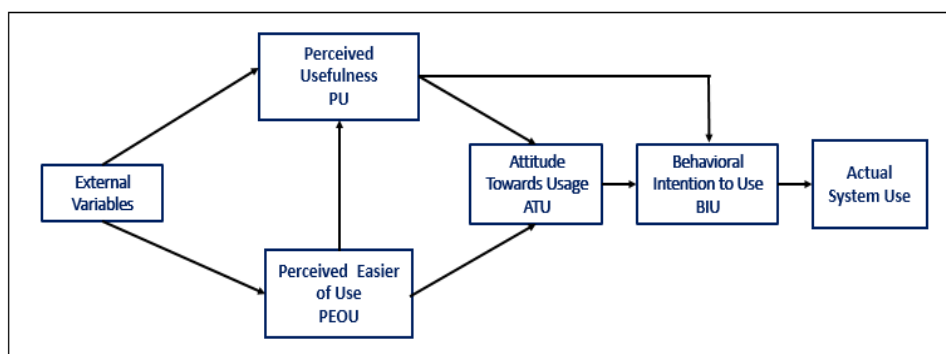 Perceived
Usefulness
PU
External
Variables
Perceived Easier
of Use
PEOU
Attitude
Towards Usage
ATU
Behavioral
Intention to Use
BIU
Actual
System Use